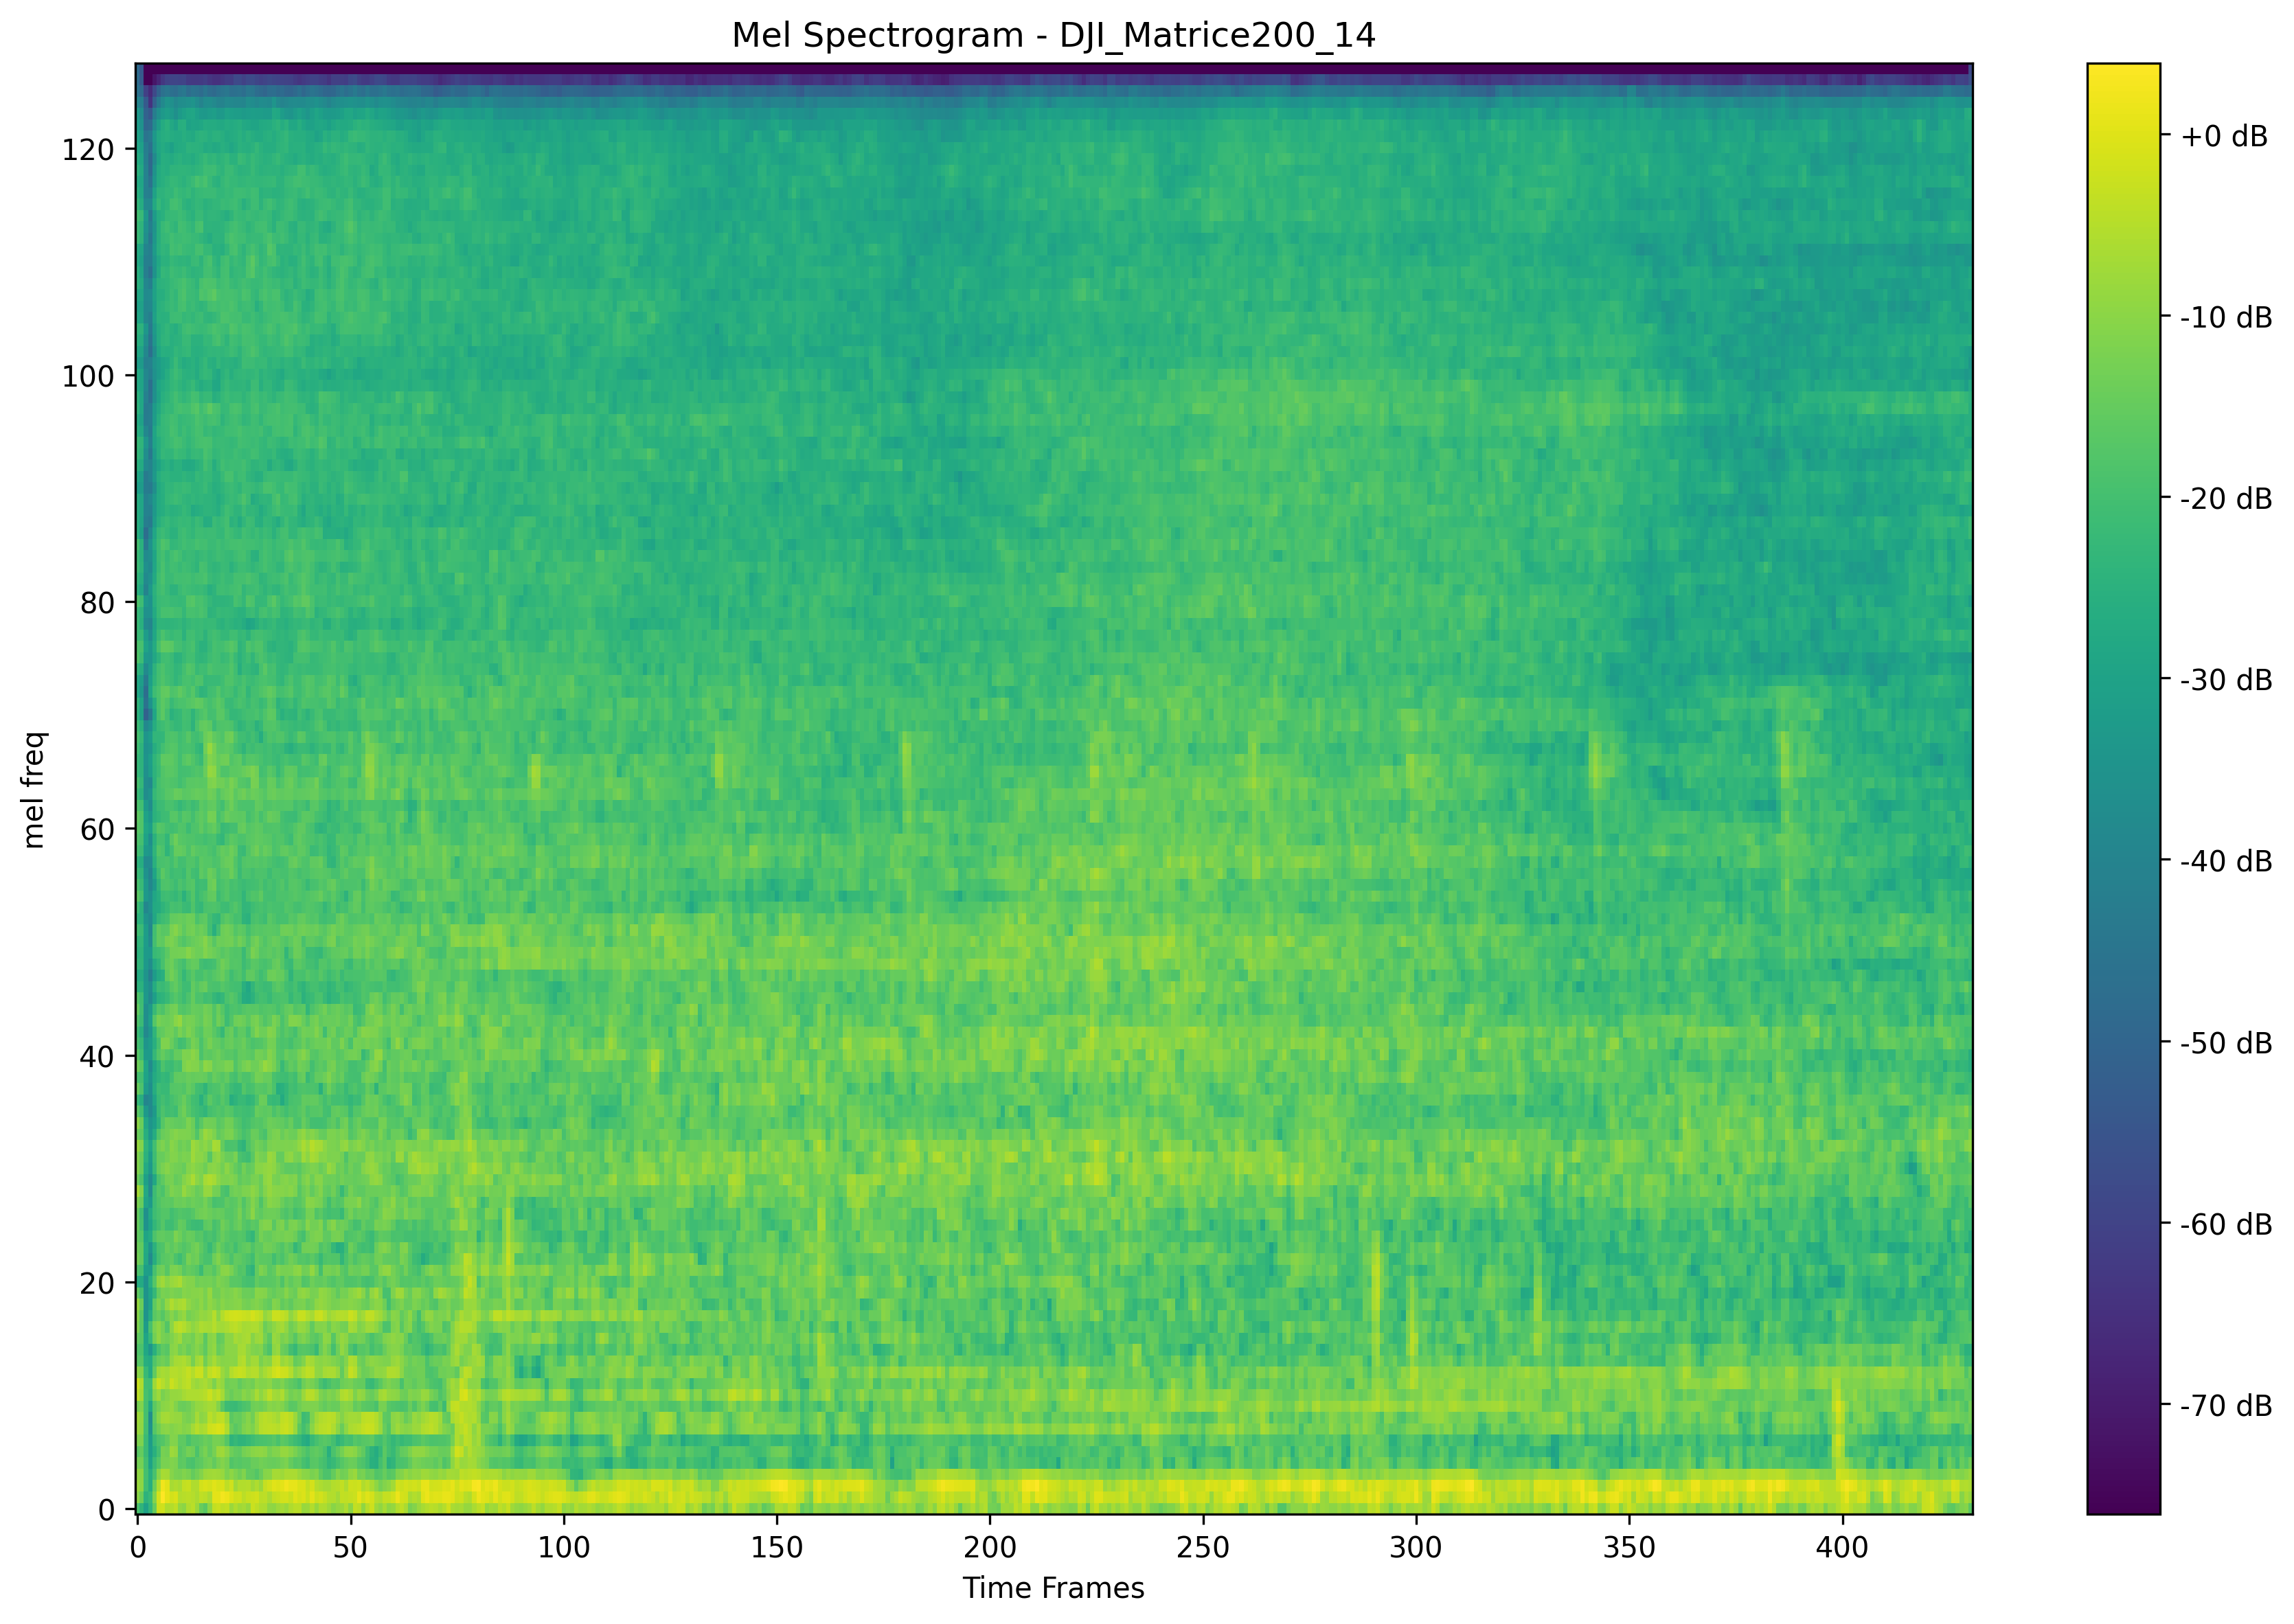 Mel Spectrogram - DJI_Matrice200_14
mel freq
120
100
80
60
40
20
0
0 50 100 150 200 250 300 350 400
Time Frames
+0 dB
-10 dB
-20 dB
-30 dB
-40 dB
-50 dB
-60 dB
-70 dB